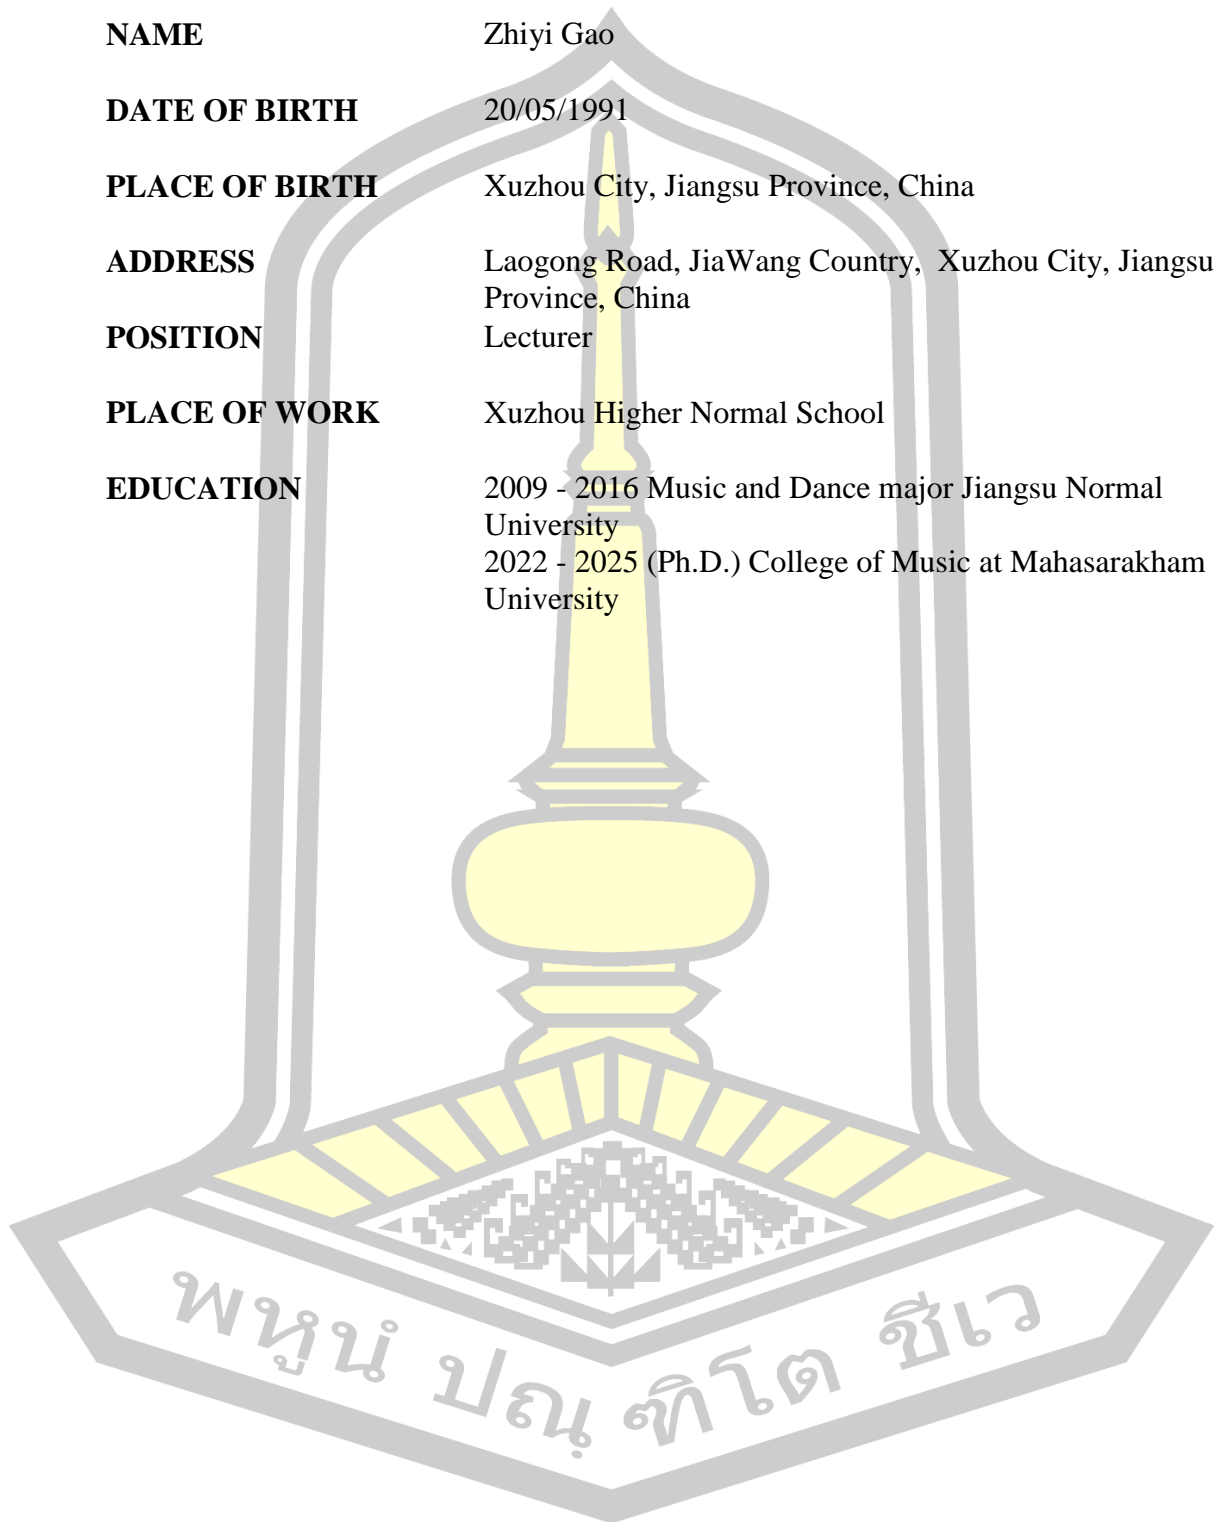 NAME Zhiyi Gao
DATE OF BIRTH 20/05/1991
PLACE OF BIRTH Xuzhou City, Jiangsu Province, China
ADDRESS Laogong Road, JiaWang Country, Xuzhou City, Jiangsu
Province, China
POSITION Lecturer
PLACE OF WORK Xuzhou Higher Normal School
EDUCATION 2009 - 2016 Music and Dance major Jiangsu Normal
University
2022 - 2025 (Ph.D.) College of Music at Mahasarakham
University
พหูนํ ปณฺฑิโต ชีเว